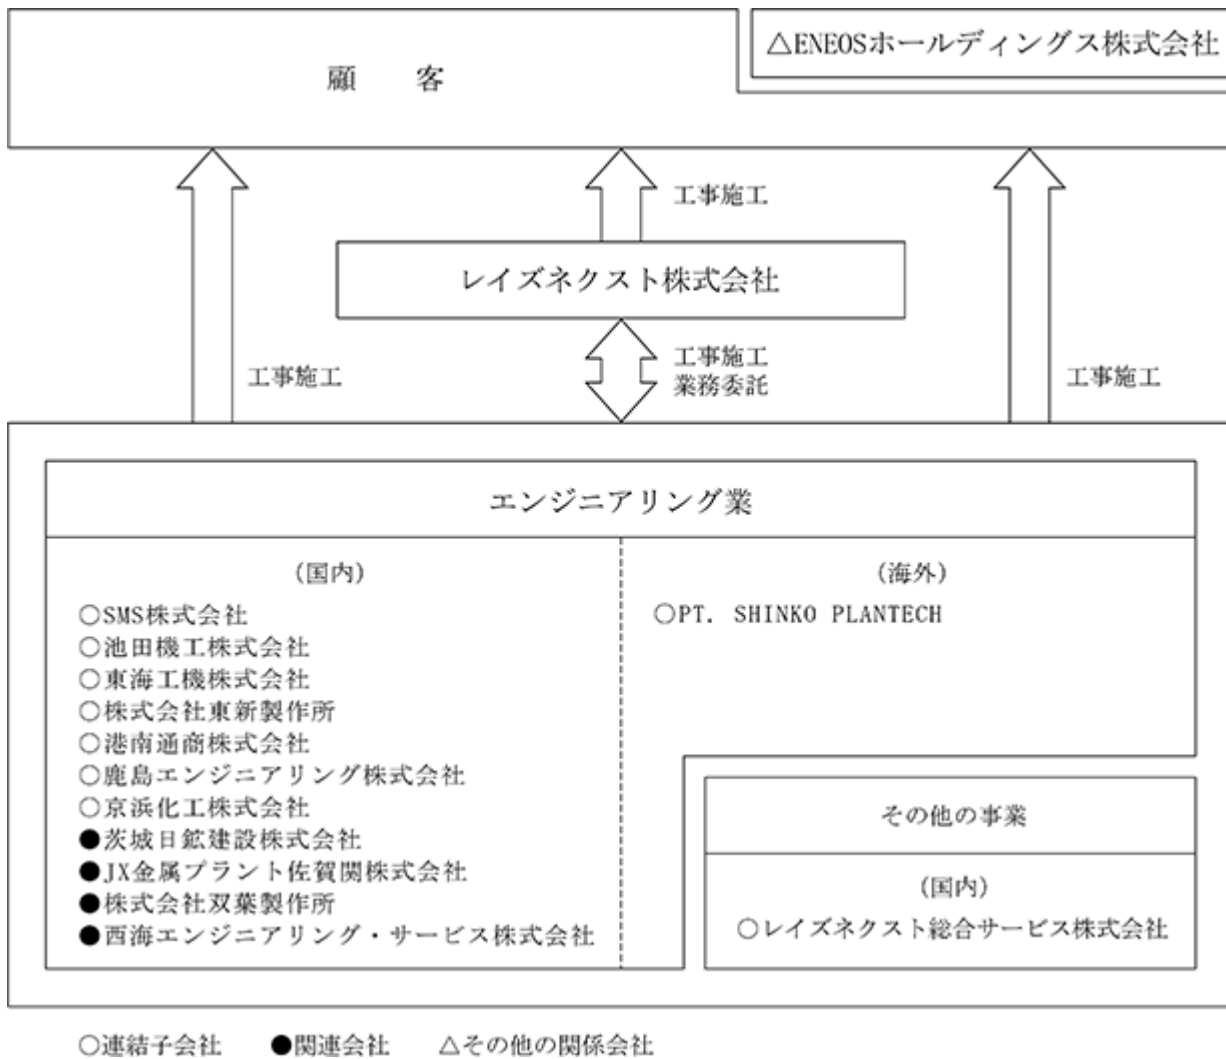 △ENEOSホールディングス株式会社
顧　　客
工事施工
レイズネクスト株式会社
工事施工
工事施工
業務委託
工事施工
エンジニアリング業
(国内)
○SMS株式会社
○池田機工株式会社
○東海工機株式会社
○株式会社東新製作所
○港南通商株式会社
○鹿島エンジニアリング株式会社
○京浜化工株式会社
●茨城日鉱建設株式会社
●JX金属プラント佐賀関株式会社
●株式会社双葉製作所
●西海エンジニアリング・サービス株式会社
(海外)
○PT. SHINKO PLANTECH
その他の事業
(国内)
○レイズネクスト総合サービス株式会社
○連結子会社　●関連会社　△その他の関係会社